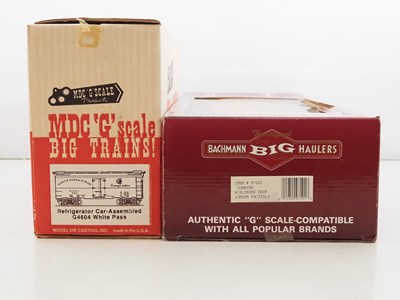 MDC 'G' SCALE
MDC 'G' scale
BIG TRAINS!
Refrigerator Car-Assembled
G4604 White Pass
MODEL DIE CASTING, INC. made in the U.S.A.
BACHMANN BIG HAULERS
AUTHENTIC "G" SCALE-COMPATIBLE
WITH ALL POPULAR BRANDS